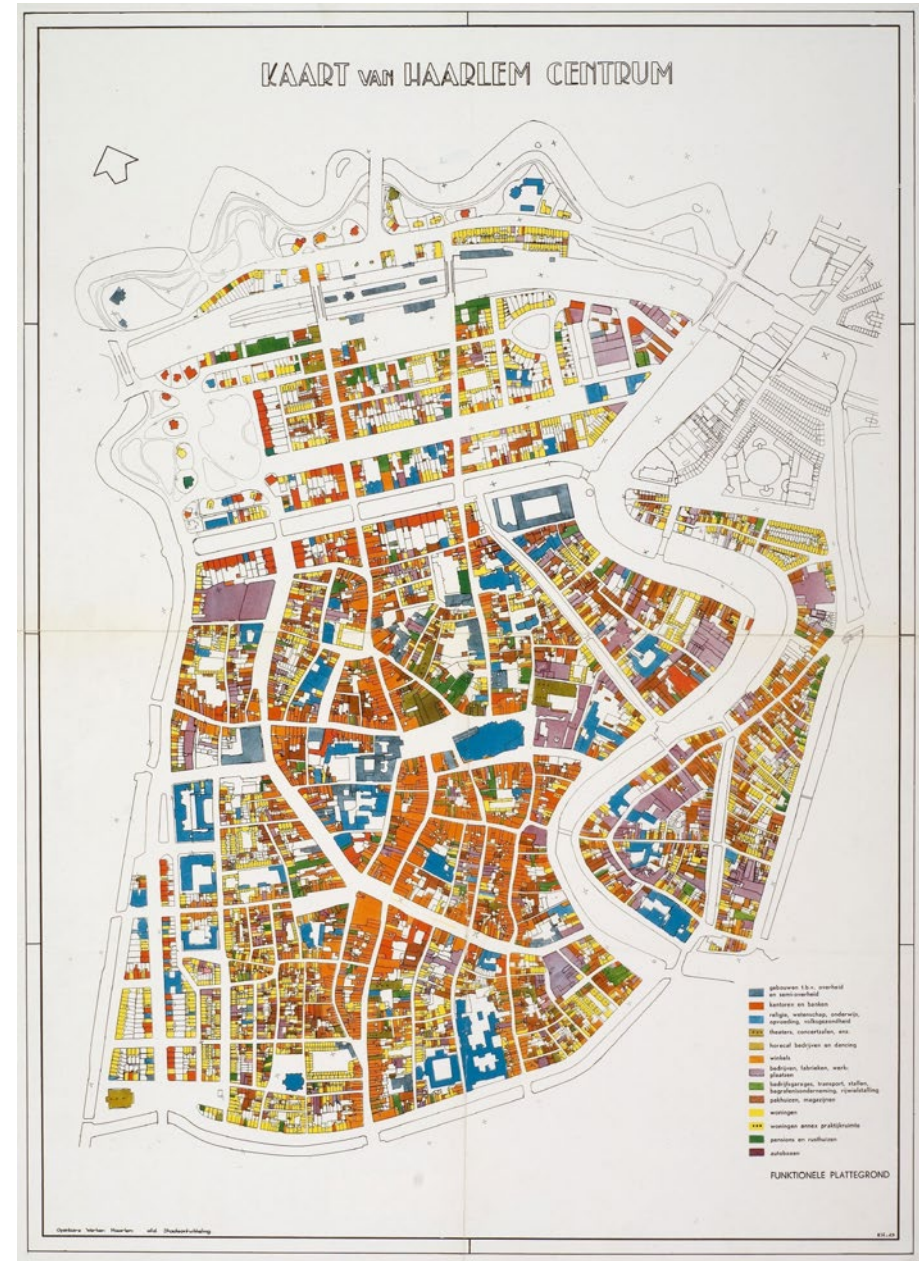 KAART VAN HAARLEM CENTRUM
gebouwen t.b.v. overheid
en semi-overheid
kantoren en banken
religie, wetenschap, onderwijs,
opvoeding, volksgezondheid
theaters, concertzalen, enz.
horecaf bedrijven en dancing
winkels
bedrijven, fabrieken, werk-
plaatsen
bedrijfsgarages, transport, stallen,
begrafenisonderneming, rijwielstalling
pakhuizen, magazijnen
woningen
woningen annex praktijkruimte
pensions en rusthuizen
autoboxen
FUNKTIONELE PLATTEGROND
Openbare Werken Haarlem afd. Stadsontwikkeling